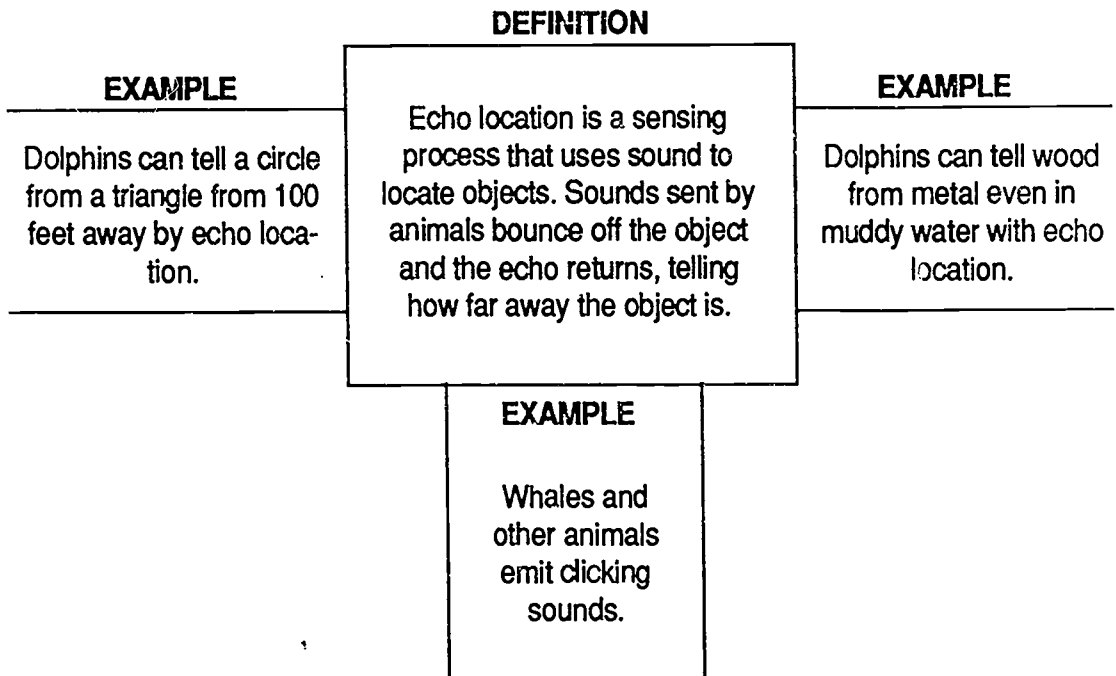 DEFINITION
EXAMPLE
Dolphins can tell a circle
from a triangle from 100
feet away by echo loca-
tion.
Echo location is a sensing
process that uses sound to
locate objects. Sounds sent by
animals bounce off the object
and the echo returns, telling
how far away the object is.
EXAMPLE
Dolphins can tell wood
from metal even in
muddy water with echo
location.
EXAMPLE
Whales and
other animals
emit clicking
sounds.